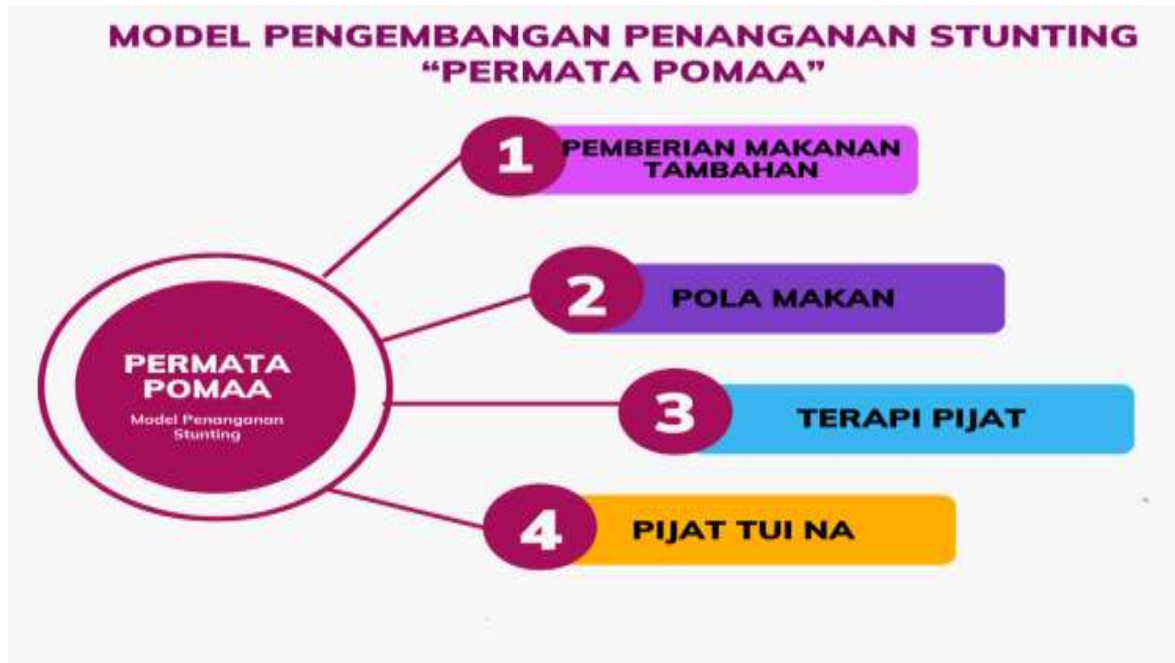 MODEL PENGEMBANGAN PENANGANAN STUNTING
“PERMATA POMAA”
1
PEMBERIAN MAKANAN
TAMBAHAN
2
POLA MAKAN
PERMATA
POMAA
Model Penanganan
Stunting
3
TERAPI PIJAT
4
PIJAT TUI NA